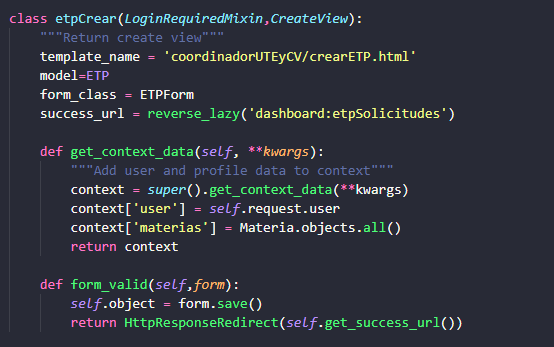 class etpCrear(LoginRequiredMixin,CreateView):
    """Return create view"""
    template_name = 'coordinadorUTEyCV/crearETP.html'
    model=ETP
    form_class = ETPForm
    success_url = reverse_lazy('dashboard:etpSolicitudes')

    def get_context_data(self, **kwargs):
        """Add user and profile data to context"""
        context = super().get_context_data(**kwargs)
        context['user'] = self.request.user
        context['materias'] = Materia.objects.all()
        return context

    def form_valid(self,form):
        self.object = form.save()
        return HttpResponseRedirect(self.get_success_url())